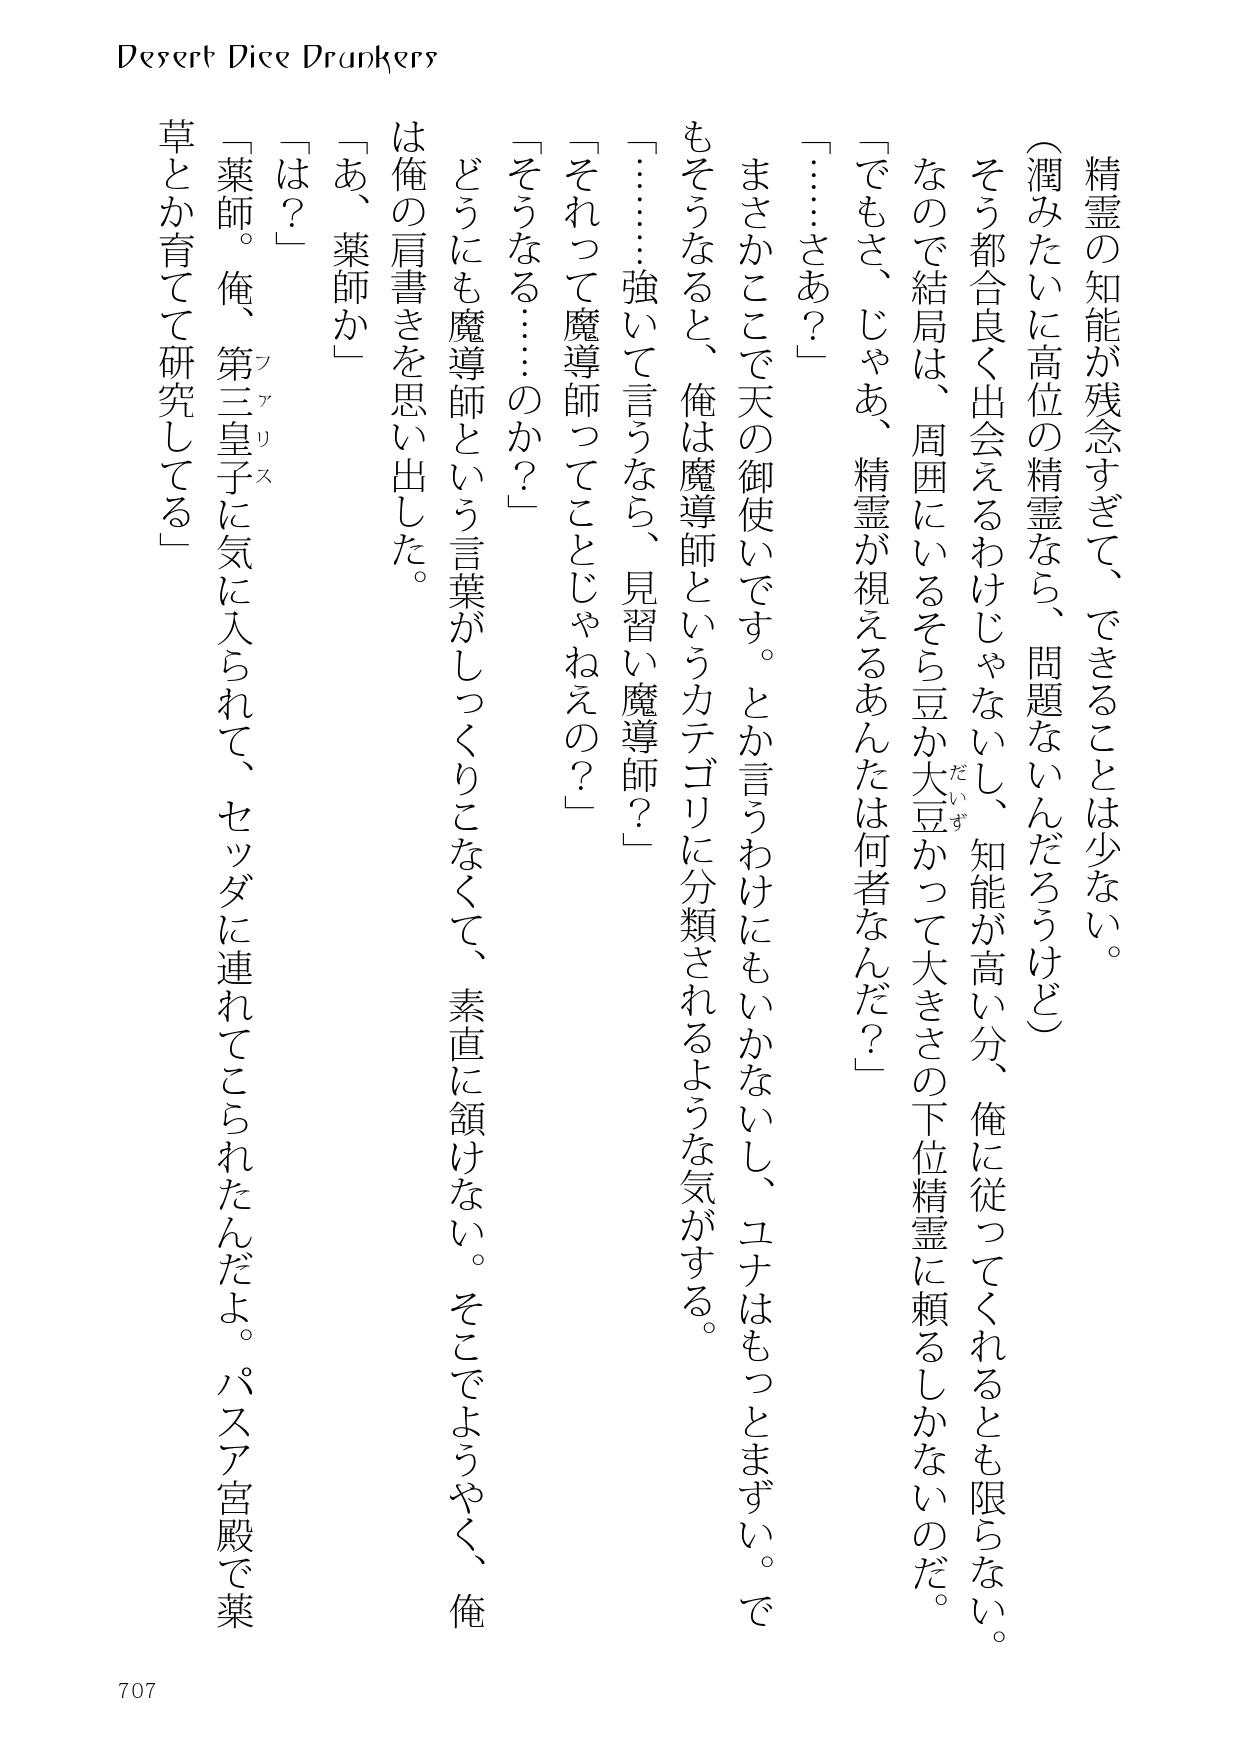 Desert Dice Drunkers
精霊の知能が残念すぎて、できることは少ない。
(潤みたいに高位の精霊なら、問題ないんだろうけど)
そう都合良く出会えるわけじゃないし、知能が高い分、俺に従ってくれるとも限らない。
なので結局は、周囲にいるそら豆か大豆かって大きさの下位精霊に頼るしかないのだ。
だいず
「でもさ、じゃあ、精霊が視えるあんたは何者なんだ?」
「……さあ?」
まさかここで天の御使いです。とか言うわけにもいかないし、ユナはもっとまずい。で
もそうなると、俺は魔導師というカテゴリに分類されるような気がする。
「………強いて言うなら、見習い魔導師?」
「それって魔導師ってことじゃねえの?」
「そうなる……のか?」
どうにも魔導師という言葉がしっくりこなくて、素直に頷けない。そこでようやく、俺
は俺の肩書きを思い出した。
「あ、薬師か」
「は?」
「薬師。俺、第三皇子に気に入られて、セッダに連れてこられたんだよ。パスア宮殿で薬
ファリス
草とか育てて研究してる」
707